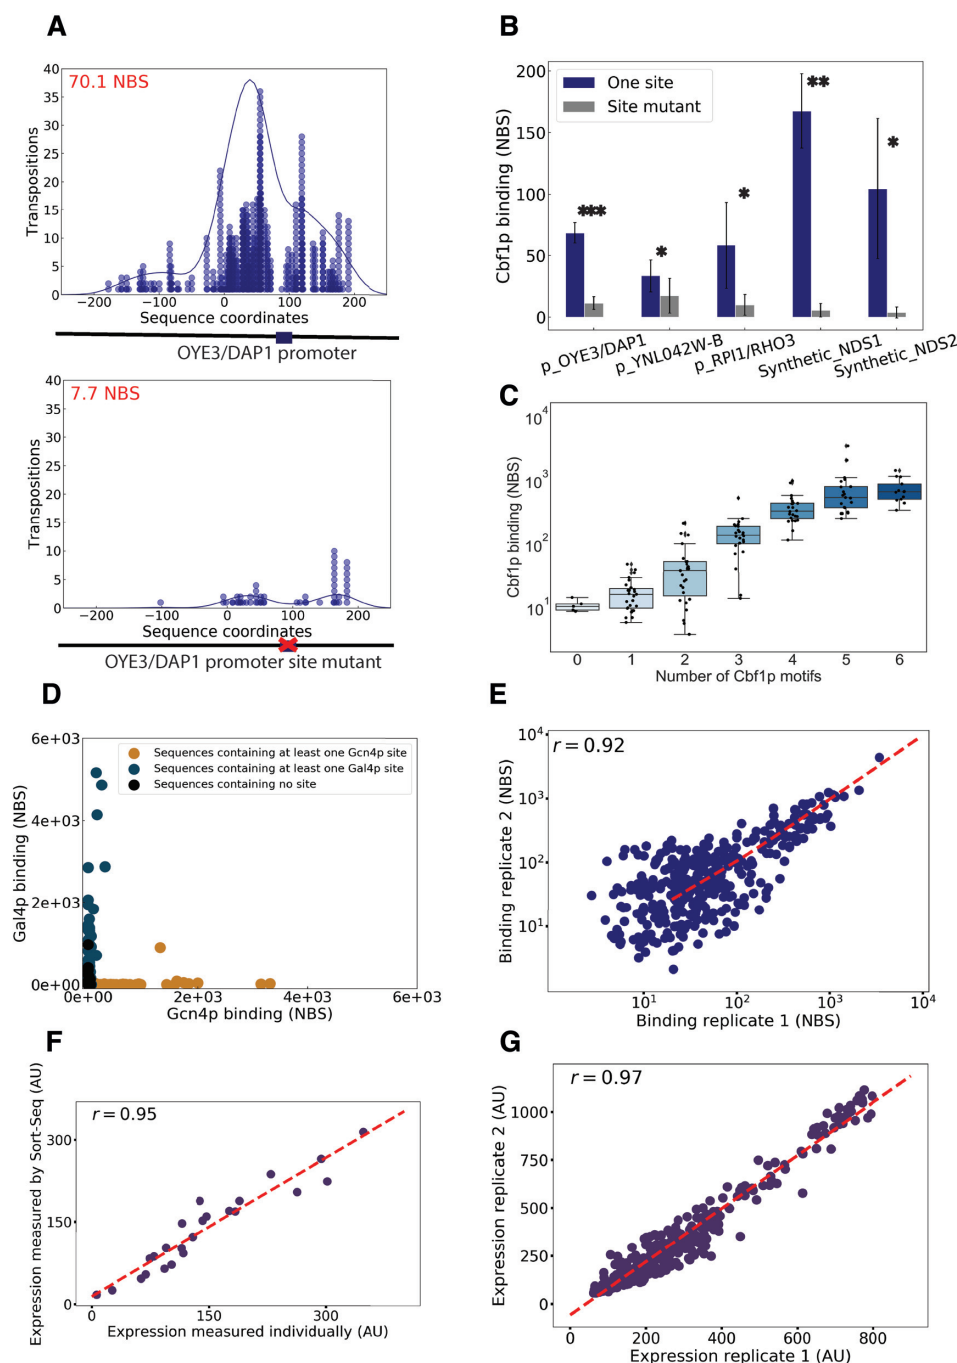 A
70.1 NBS
40
35
30
25
20
15
10
5
0
Transpositions
−200 −100 0 100 200
Sequence coordinates
OYE3/DAP1 promoter
7.7 NBS
40
35
30
25
20
15
10
5
0
Transpositions
−200 −100 0 100 200
Sequence coordinates
OYE3/DAP1 promoter site mutant
B
One site
Site mutant
200
150
100
50
0
Cbf1p binding (NBS)
*** * * ** *
p_OYE3/DAP1 p_YNL042W-B p_RPI1/RHO3 Synthetic_NDS1 Synthetic_NDS2
C
10^4
10^3
10^2
10^1
Cbf1p binding (NBS)
0 1 2 3 4 5 6
Number of Cbf1p motifs
D
Sequences containing at least one Gcn4p site
Sequences containing at least one Gal4p site
Sequences containing no site
6e+03
4e+03
2e+03
0e+00
Gal4p binding (NBS)
0e+00 2e+03 4e+03 6e+03
Gcn4p binding (NBS)
E
r = 0.92
10^4
10^3
10^2
10^1
Binding replicate 2 (NBS)
10^1 10^2 10^3 10^4
Binding replicate 1 (NBS)
F
r = 0.95
300
150
0
Expression measured by Sort-Seq (AU)
0 150 300
Expression measured individually (AU)
G
r = 0.97
1000
750
500
250
0
Expression replicate 2 (AU)
0 200 400 600 800
Expression replicate 1 (AU)